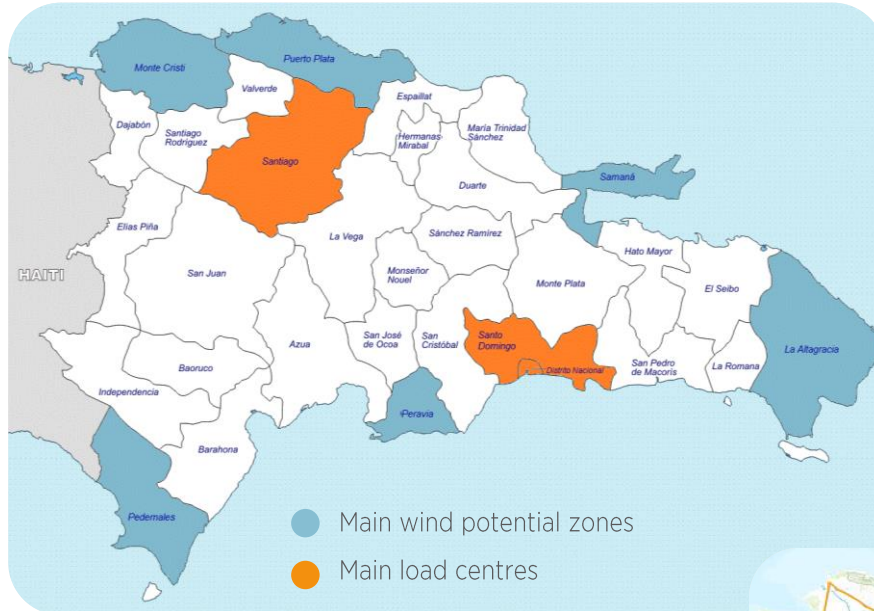 Monte Cristi
Puerto Plata
Valverde
Espaillat
Dajabón
Santiago
Rodríguez
Hermanas
Mirabal
María Trinidad
Sánchez
Santiago
Samaná
Duarte
Elías Piña
La Vega
Sánchez Ramírez
Hato Mayor
HAITI
San Juan
Monseñor
Nouel
Monte Plata
El Seibo
Azua
San José
de Ocoa
San
Cristóbal
Santo
Domingo
La Altagracia
Baoruco
Distrito Nacional
San Pedro
de Macorís
La Romana
Independencia
Peravia
Barahona
Pedernales
Main wind potential zones
Main load centres